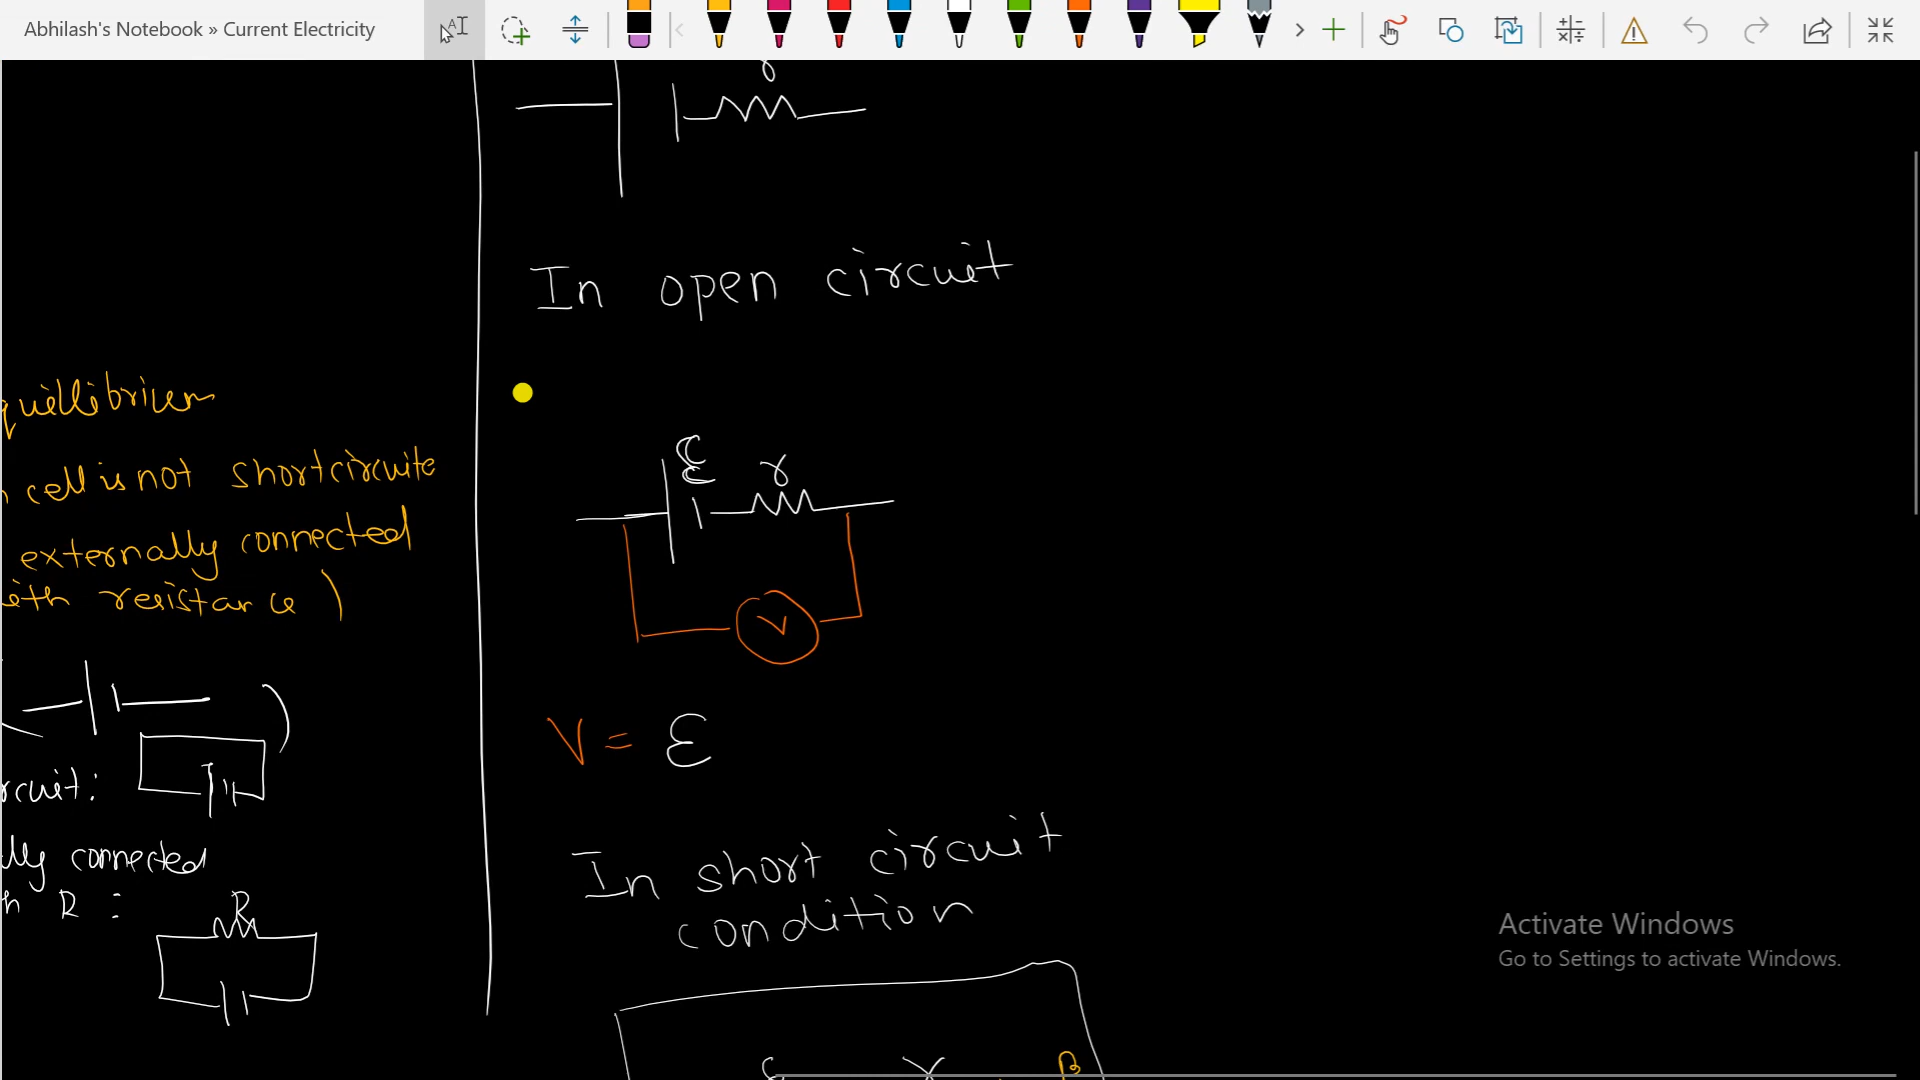 Abhilash's Notebook » Current Electricity
r
In open circuit
quillibrium
cell is not shortcircuite
externally connected
with resistance )
)
rcuit:
lly connected
h R :
R
ε
r
V
V = ε
In short circuit
condition
ε r B
Activate Windows
Go to Settings to activate Windows.